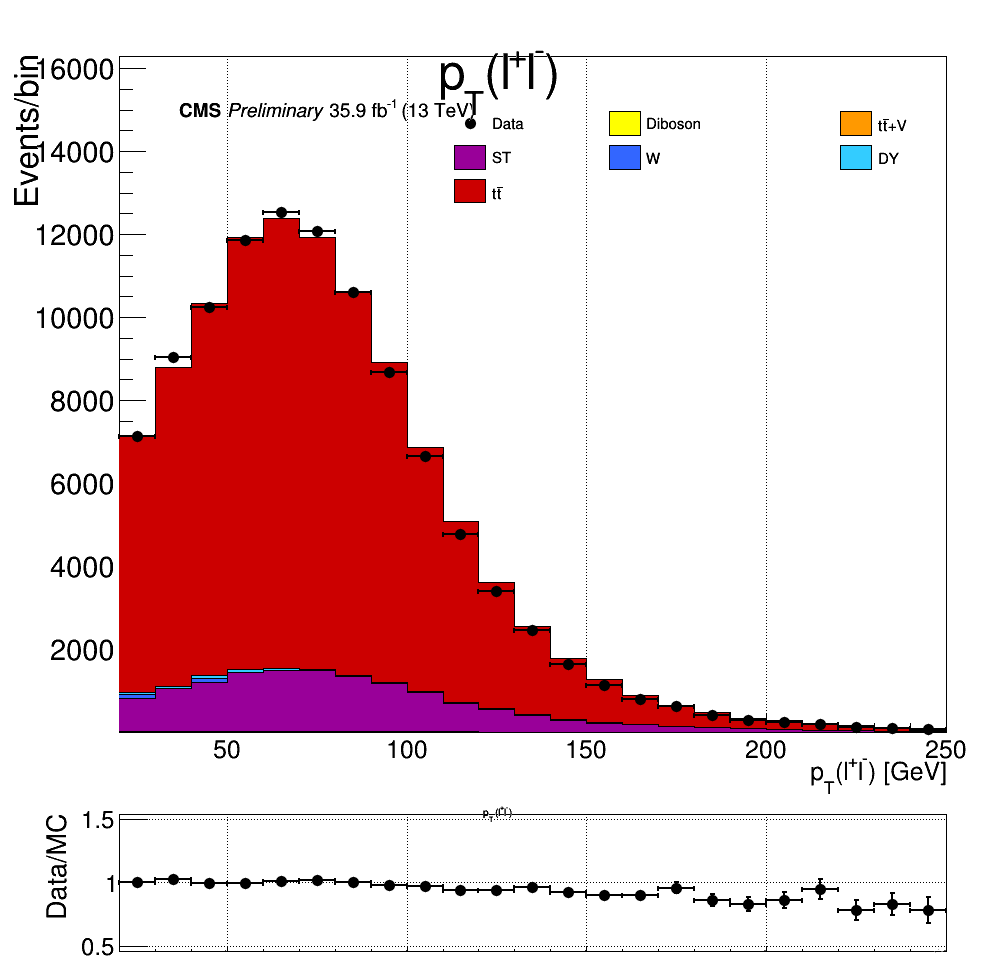 p_T(l⁺l⁻)
Events/bin
CMS Preliminary 35.9 fb⁻¹ (13 TeV)
Data
Diboson
tt̄+V
ST
W
DY
tt̄
16000
14000
12000
10000
8000
6000
4000
2000
50 100 150 200 250
p_T(l⁺l⁻) [GeV]
p_T(l⁺l⁻)
Data/MC
1.5
1
0.5